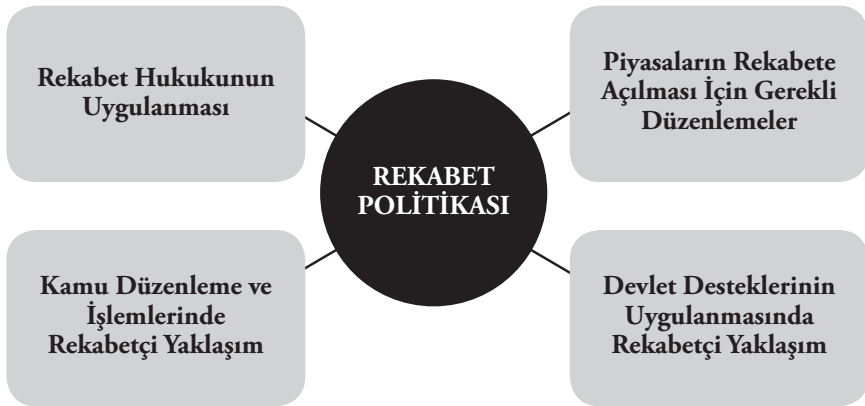 Rekabet Hukukunun
Uygulanması
Piyasaların Rekabete
Açılması İçin Gerekli
Düzenlemeler
REKABET
POLİTİKASI
Kamu Düzenleme ve
İşlemlerinde
Rekabetçi Yaklaşım
Devlet Desteklerinin
Uygulanmasında
Rekabetçi Yaklaşım